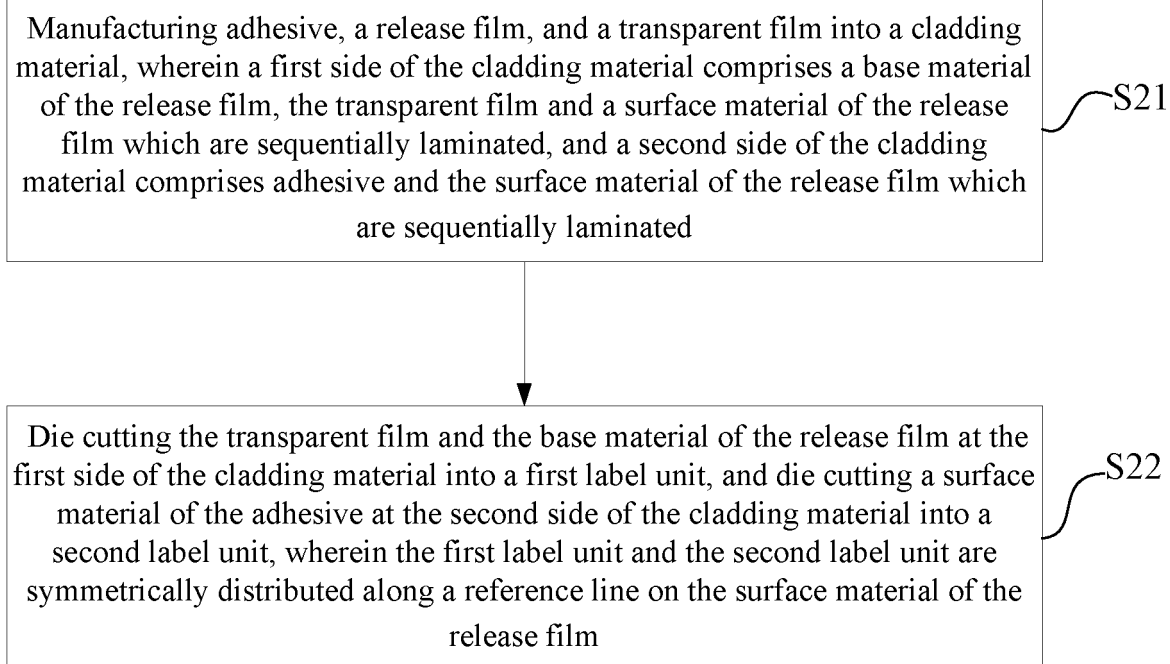 Manufacturing adhesive, a release film, and a transparent film into a cladding
material, wherein a first side of the cladding material comprises a base material
of the release film, the transparent film and a surface material of the release
film which are sequentially laminated, and a second side of the cladding
material comprises adhesive and the surface material of the release film which
are sequentially laminated
S21
Die cutting the transparent film and the base material of the release film at the
first side of the cladding material into a first label unit, and die cutting a surface
material of the adhesive at the second side of the cladding material into a
second label unit, wherein the first label unit and the second label unit are
symmetrically distributed along a reference line on the surface material of the
release film
S22